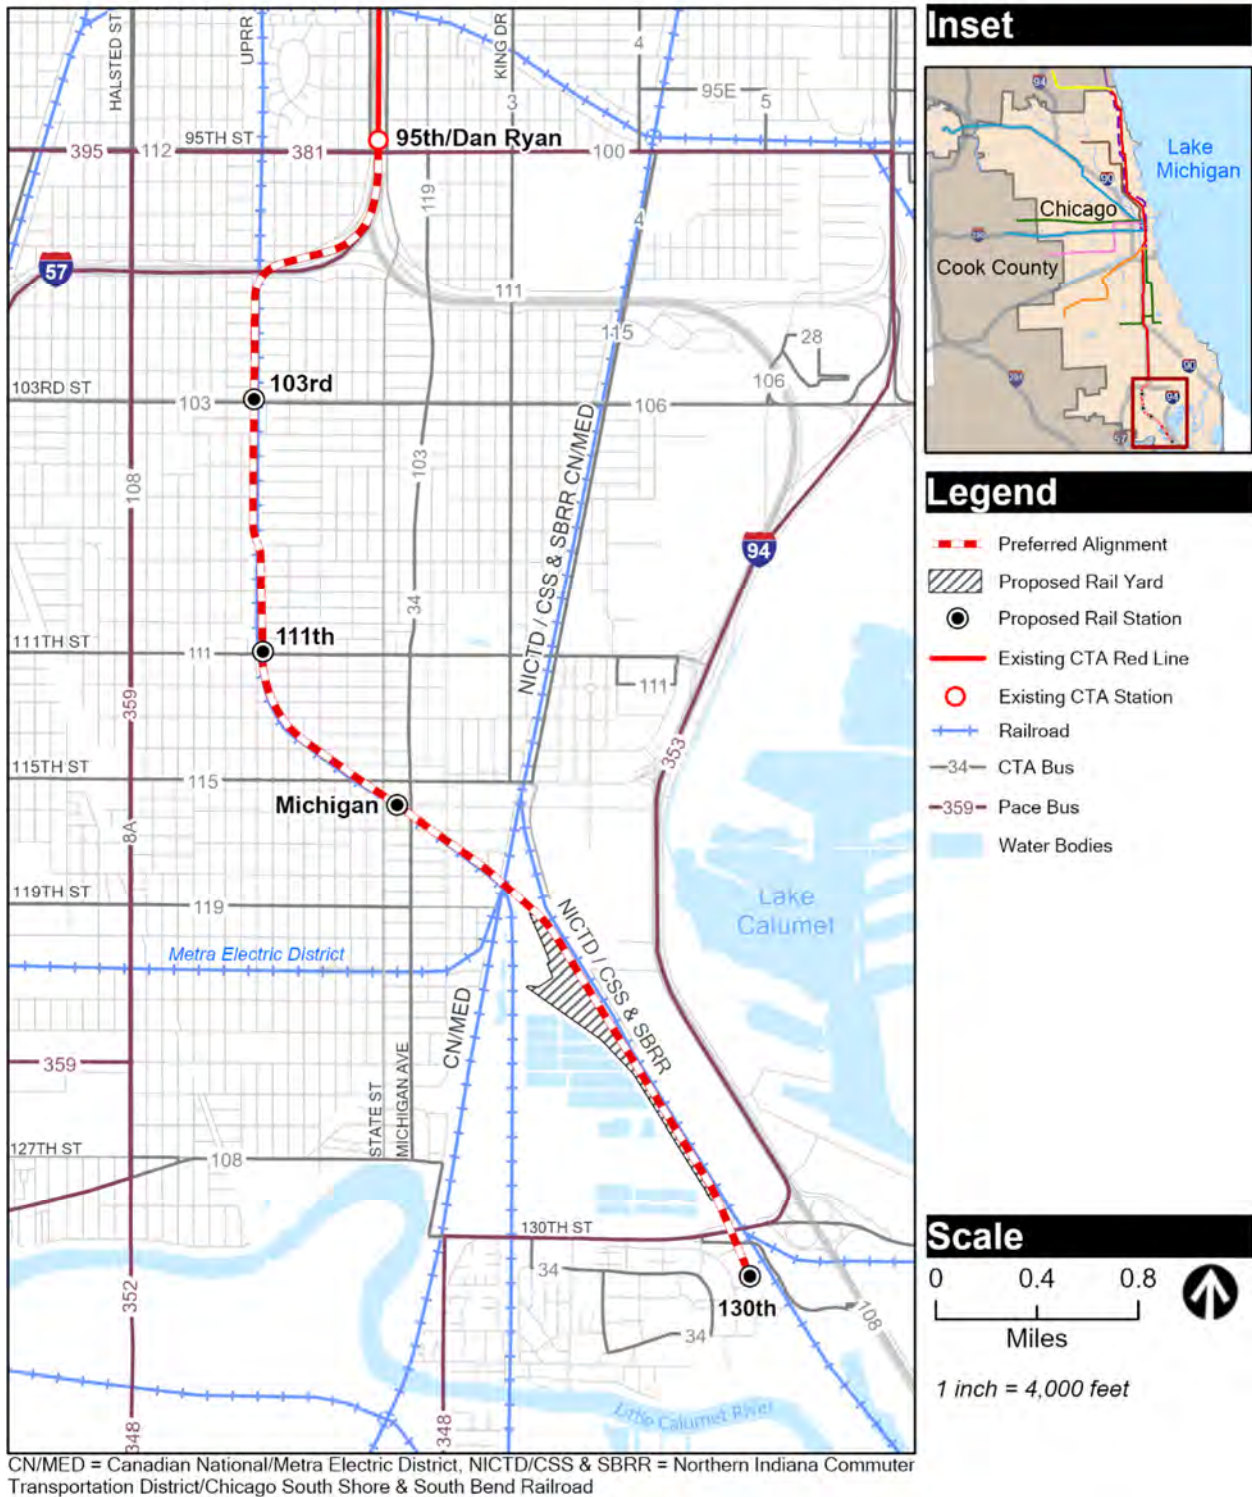 HALSTED ST
UPRR
KING DR
4
3
95E
5
95TH ST
95th/Dan Ryan
395
112
381
100
119
4
57
111
115
28
106
103RD ST
103rd
103
106
108
103
NICTD / CSS & SBRR CN/MED
94
34
111TH ST
111th
111
111
359
353
115TH ST
115
Michigan
8A
119TH ST
119
Lake
Calumet
NICTD / CSS & SBRR
Metra Electric District
CN/MED
359
STATE ST
MICHIGAN AVE
127TH ST
108
130TH ST
34
130th
34
108
352
348
348
Little Calumet River
CN/MED = Canadian National/Metra Electric District, NICTD/CSS & SBRR = Northern Indiana Commuter
Transportation District/Chicago South Shore & South Bend Railroad
Inset
94
Lake
Michigan
90
Chicago
Cook County
90
94
57
Legend
Preferred Alignment
Proposed Rail Yard
Proposed Rail Station
Existing CTA Red Line
Existing CTA Station
Railroad
34 CTA Bus
359 Pace Bus
Water Bodies
Scale
0 0.4 0.8
Miles
1 inch = 4,000 feet